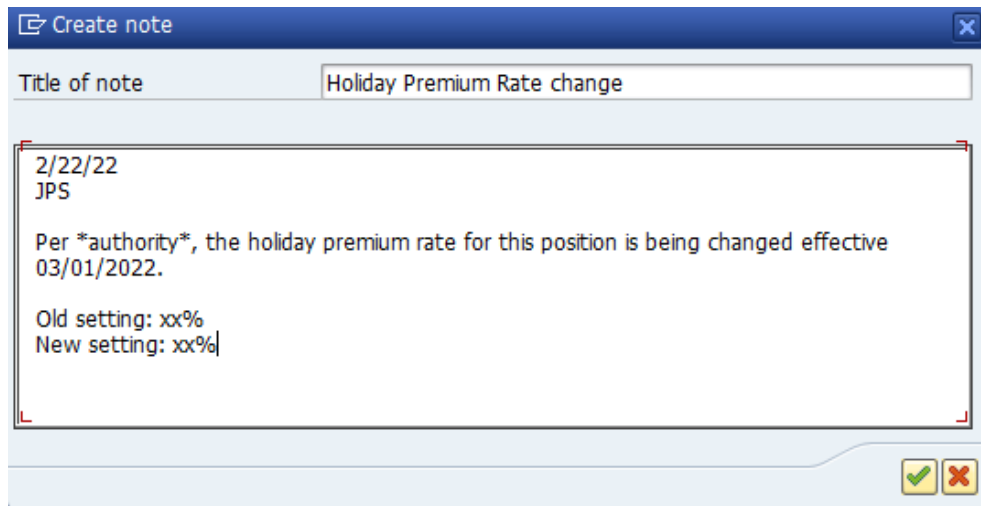 Create note
Title of note
Holiday Premium Rate change
2/22/22
JPS
Per *authority*, the holiday premium rate for this position is being changed effective
03/01/2022.
Old setting: xx%
New setting: xx%